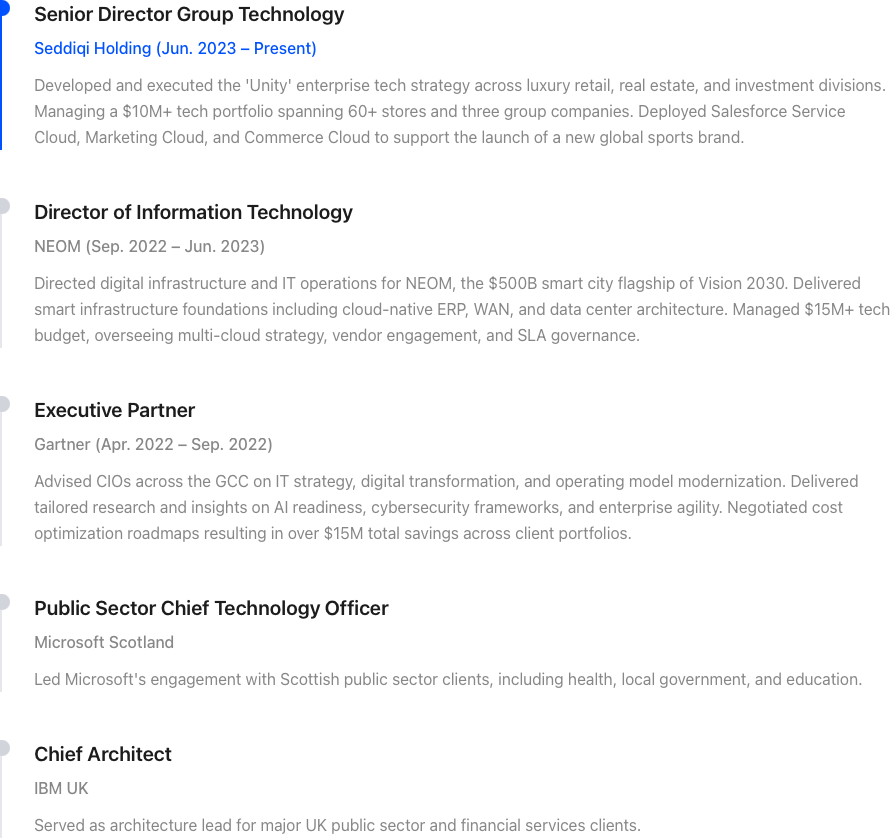 Senior Director Group Technology
Seddiqi Holding (Jun. 2023 – Present)
Developed and executed the 'Unity' enterprise tech strategy across luxury retail, real estate, and investment divisions.
Managing a $10M+ tech portfolio spanning 60+ stores and three group companies. Deployed Salesforce Service
Cloud, Marketing Cloud, and Commerce Cloud to support the launch of a new global sports brand.
Director of Information Technology
NEOM (Sep. 2022 – Jun. 2023)
Directed digital infrastructure and IT operations for NEOM, the $500B smart city flagship of Vision 2030. Delivered
smart infrastructure foundations including cloud-native ERP, WAN, and data center architecture. Managed $15M+ tech
budget, overseeing multi-cloud strategy, vendor engagement, and SLA governance.
Executive Partner
Gartner (Apr. 2022 – Sep. 2022)
Advised CIOs across the GCC on IT strategy, digital transformation, and operating model modernization. Delivered
tailored research and insights on AI readiness, cybersecurity frameworks, and enterprise agility. Negotiated cost
optimization roadmaps resulting in over $15M total savings across client portfolios.
Public Sector Chief Technology Officer
Microsoft Scotland
Led Microsoft's engagement with Scottish public sector clients, including health, local government, and education.
Chief Architect
IBM UK
Served as architecture lead for major UK public sector and financial services clients.